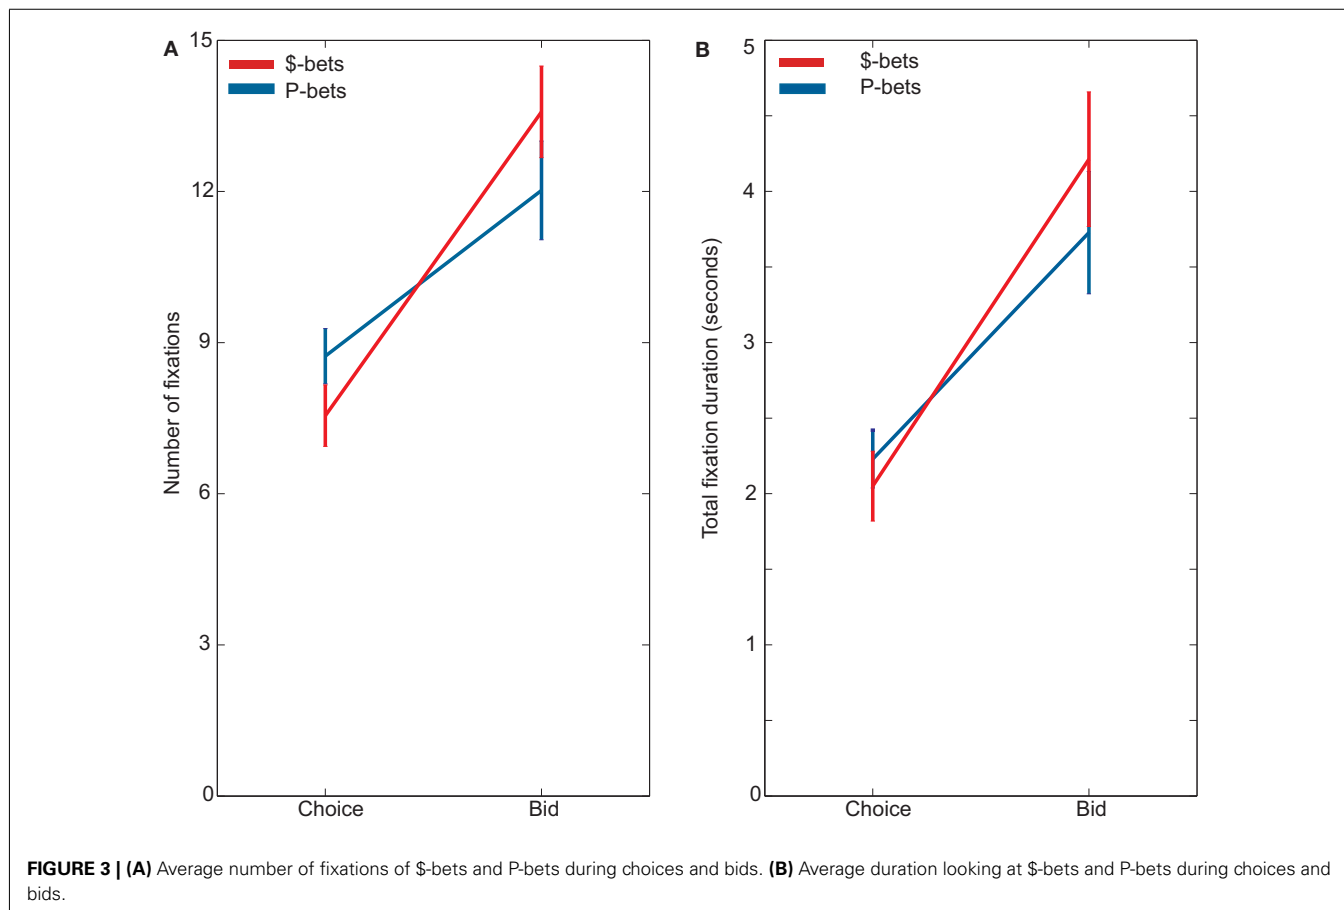 A
15
$-bets
P-bets
12
9
6
3
0
Number of fixations
Choice
Bid
B
5
$-bets
P-bets
4
3
2
1
0
Total fixation duration (seconds)
Choice
Bid
FIGURE 3 | (A) Average number of fixations of $-bets and P-bets during choices and bids. (B) Average duration looking at $-bets and P-bets during choices and
bids.